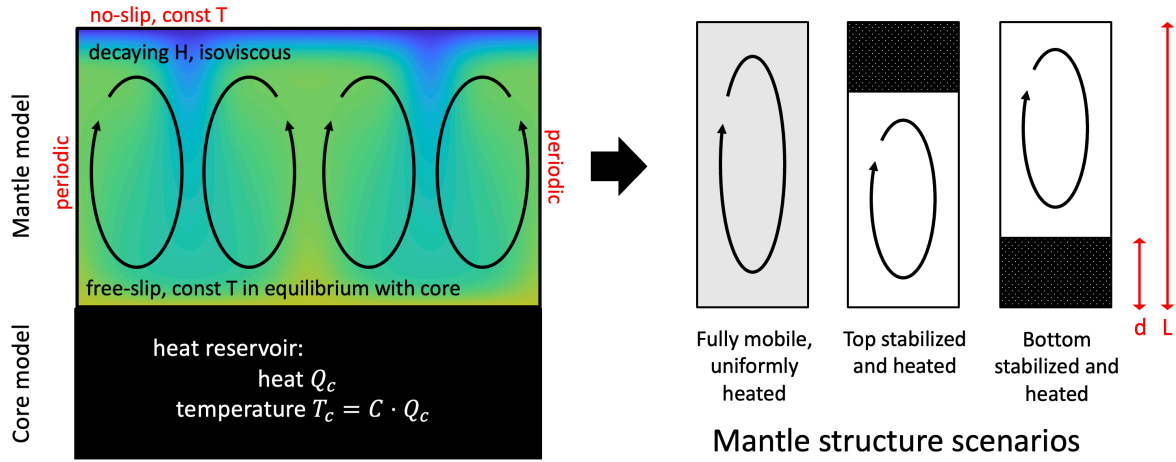 no-slip, const T
decaying H, isoviscous
Mantle model
periodic
periodic
free-slip, const T in equilibrium with core
Core model
heat reservoir:
heat Q_c
temperature T_c = C · Q_c
d
L
Fully mobile,
uniformly
heated
Top stabilized
and heated
Bottom
stabilized and
heated
Mantle structure scenarios